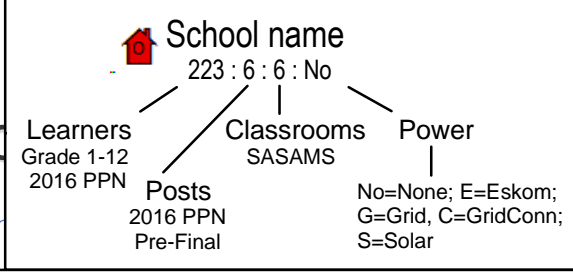 O School name
223 : 6 : 6 : No
Learners
Grade 1-12
2016 PPN
Posts
2016 PPN
Pre-Final
Classrooms
SASAMS
Power
No=None; E=Eskom;
G=Grid, C=GridConn;
S=Solar